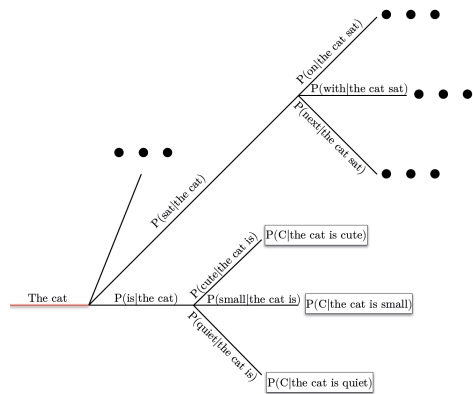 P(on|the cat sat)
P(with|the cat sat)
P(next|the cat sat)
P(sat|the cat)
The cat
P(is|the cat)
P(cute|the cat is)
P(C|the cat is cute)
P(small|the cat is)
P(C|the cat is small)
P(quiet|the cat is)
P(C|the cat is quiet)